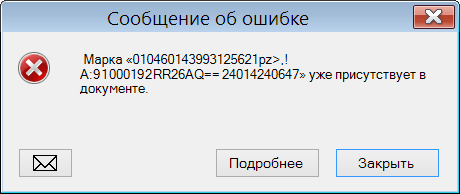 Сообщение об ошибке
Марка «010460143993125621pz>,!
A:91000192RR26AQ==24014240647» уже присутствует в
документе.
Подробнее
Закрыть